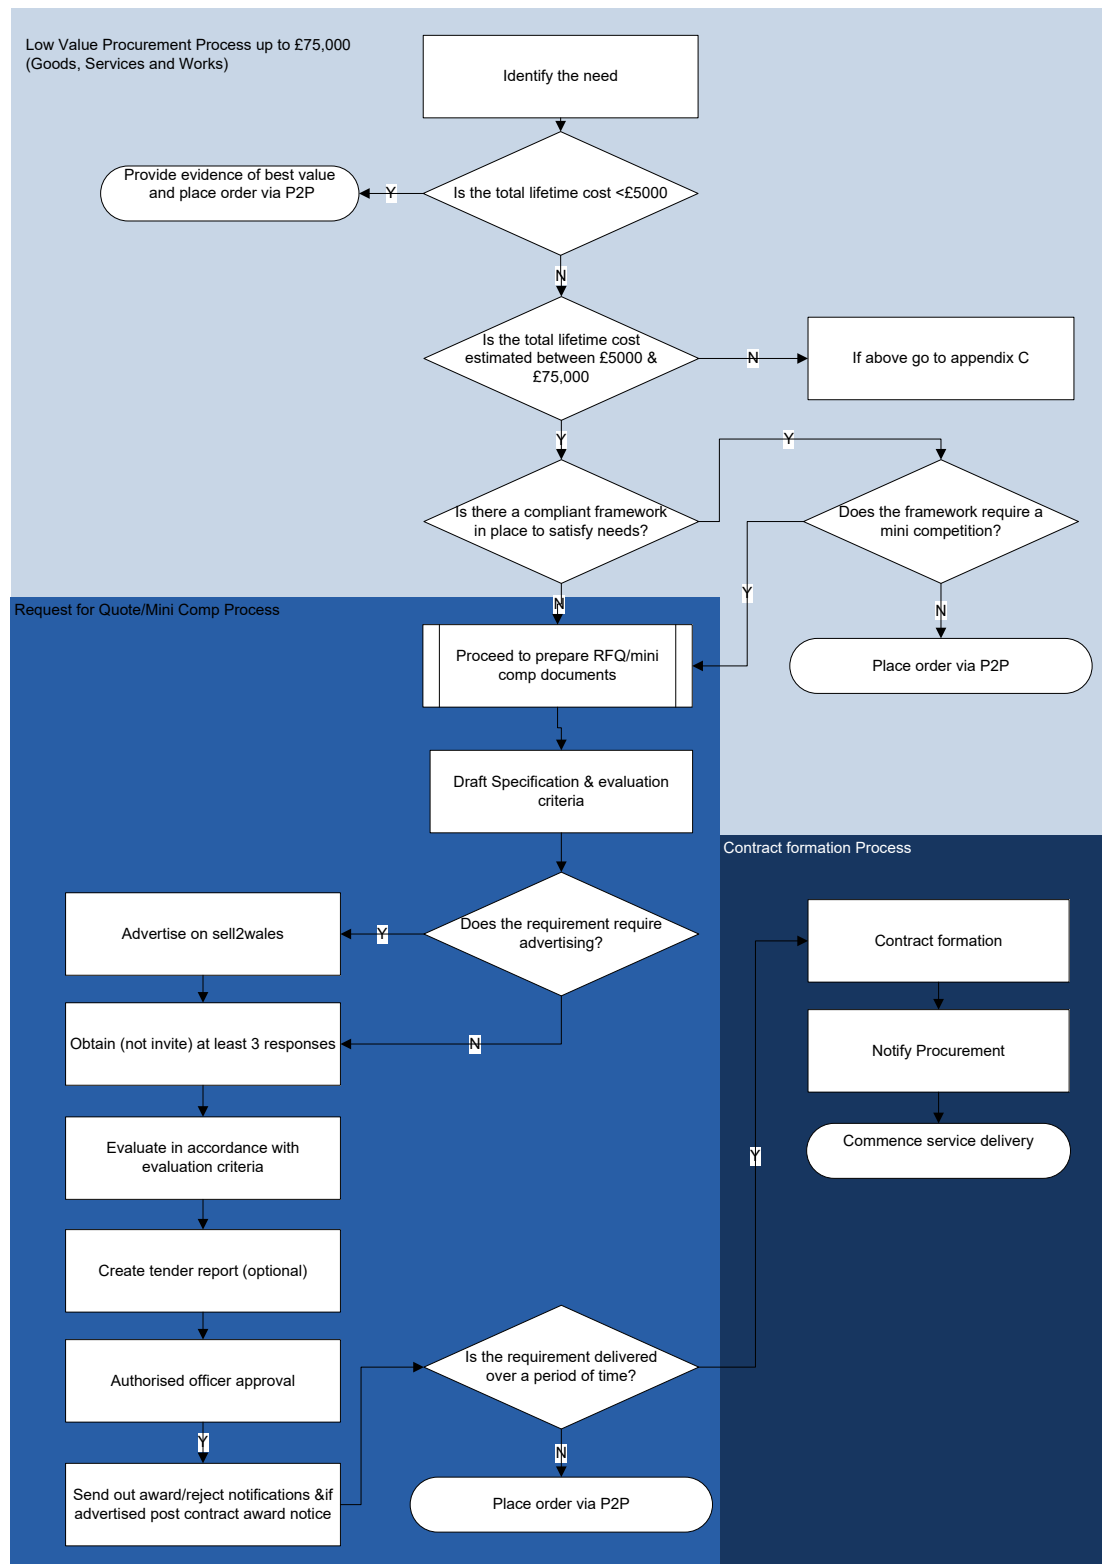 Low Value Procurement Process up to £75,000
(Goods, Services and Works)
Identify the need
Is the total lifetime cost <£5000
Y
Provide evidence of best value
and place order via P2P
N
Is the total lifetime cost
estimated between £5000 &
£75,000
N
If above go to appendix C
Y
Is there a compliant framework
in place to satisfy needs?
Y
Does the framework require a
mini competition?
Y
N
Place order via P2P
N
Request for Quote/Mini Comp Process
Proceed to prepare RFQ/mini
comp documents
Draft Specification & evaluation
criteria
Does the requirement require
advertising?
Y
Advertise on sell2wales
N
Obtain (not invite) at least 3 responses
Evaluate in accordance with
evaluation criteria
Create tender report (optional)
Authorised officer approval
Y
Send out award/reject notifications &if
advertised post contract award notice
Is the requirement delivered
over a period of time?
N
Place order via P2P
Y
Contract formation Process
Contract formation
Notify Procurement
Commence service delivery